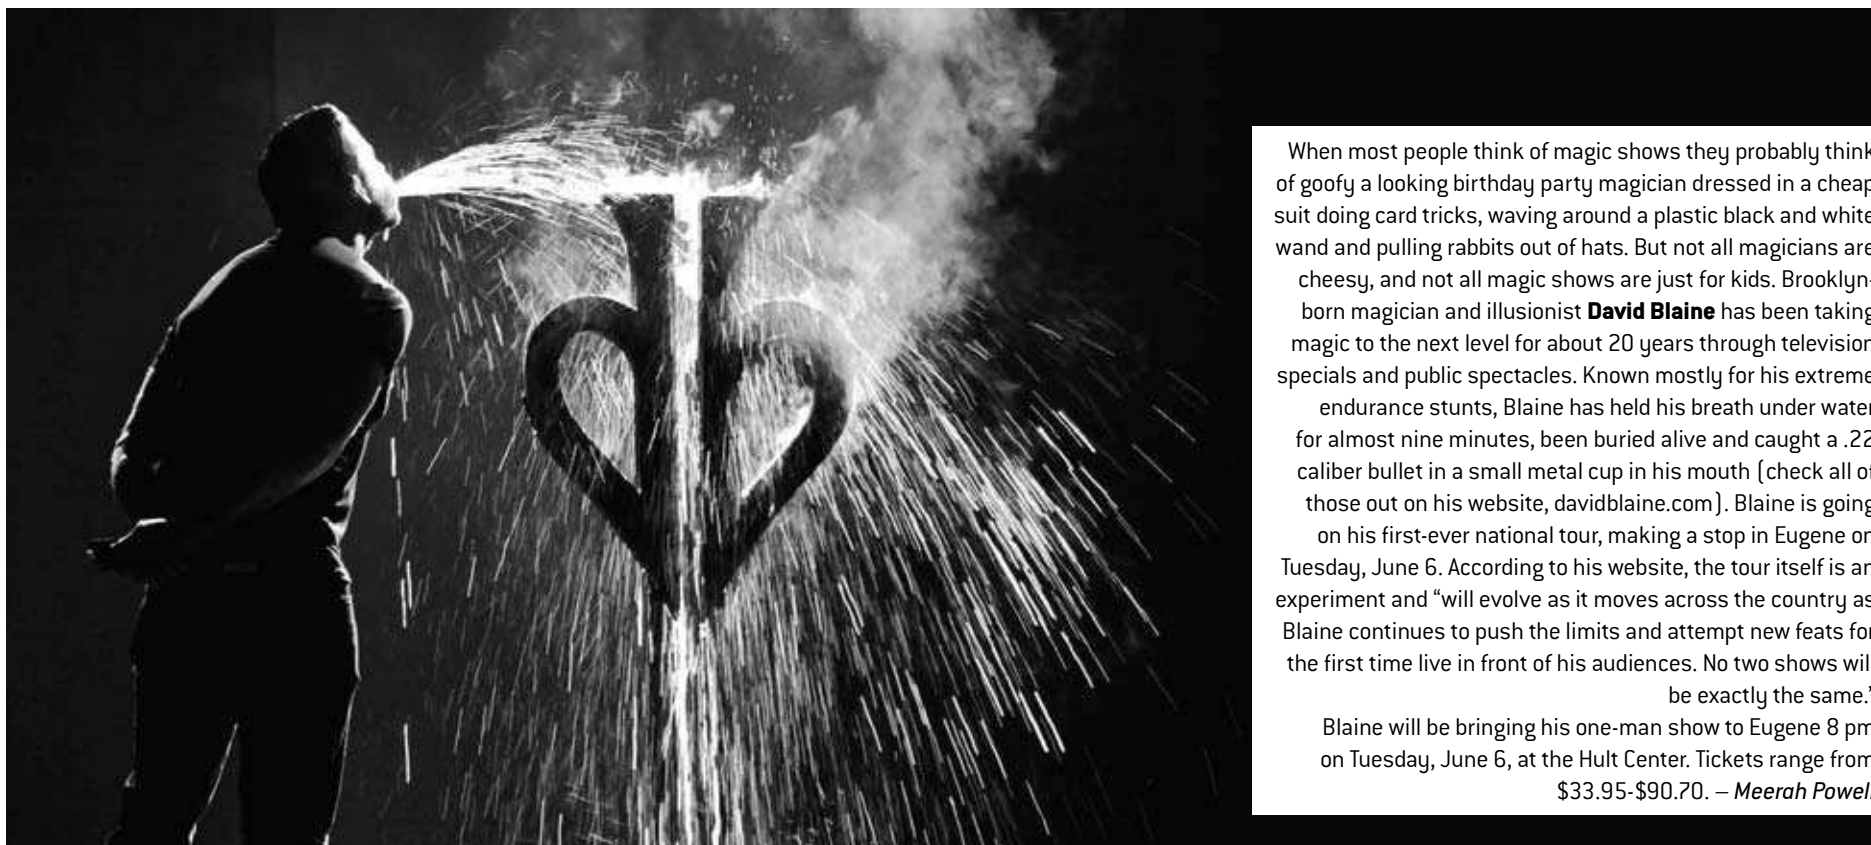 When most people think of magic shows they probably think
of goofy a looking birthday party magician dressed in a cheap
suit doing card tricks, waving around a plastic black and white
wand and pulling rabbits out of hats. But not all magicians are
cheesy, and not all magic shows are just for kids. Brooklyn-
born magician and illusionist David Blaine has been taking
magic to the next level for about 20 years through television
specials and public spectacles. Known mostly for his extreme
endurance stunts, Blaine has held his breath under water
for almost nine minutes, been buried alive and caught a .22
caliber bullet in a small metal cup in his mouth (check all of
those out on his website, davidblaine.com). Blaine is going
on his first-ever national tour, making a stop in Eugene on
Tuesday, June 6. According to his website, the tour itself is an
experiment and “will evolve as it moves across the country as
Blaine continues to push the limits and attempt new feats for
the first time live in front of his audiences. No two shows will
be exactly the same.”
Blaine will be bringing his one-man show to Eugene 8 pm
on Tuesday, June 6, at the Hult Center. Tickets range from
$33.95-$90.70. – Meerah Powell